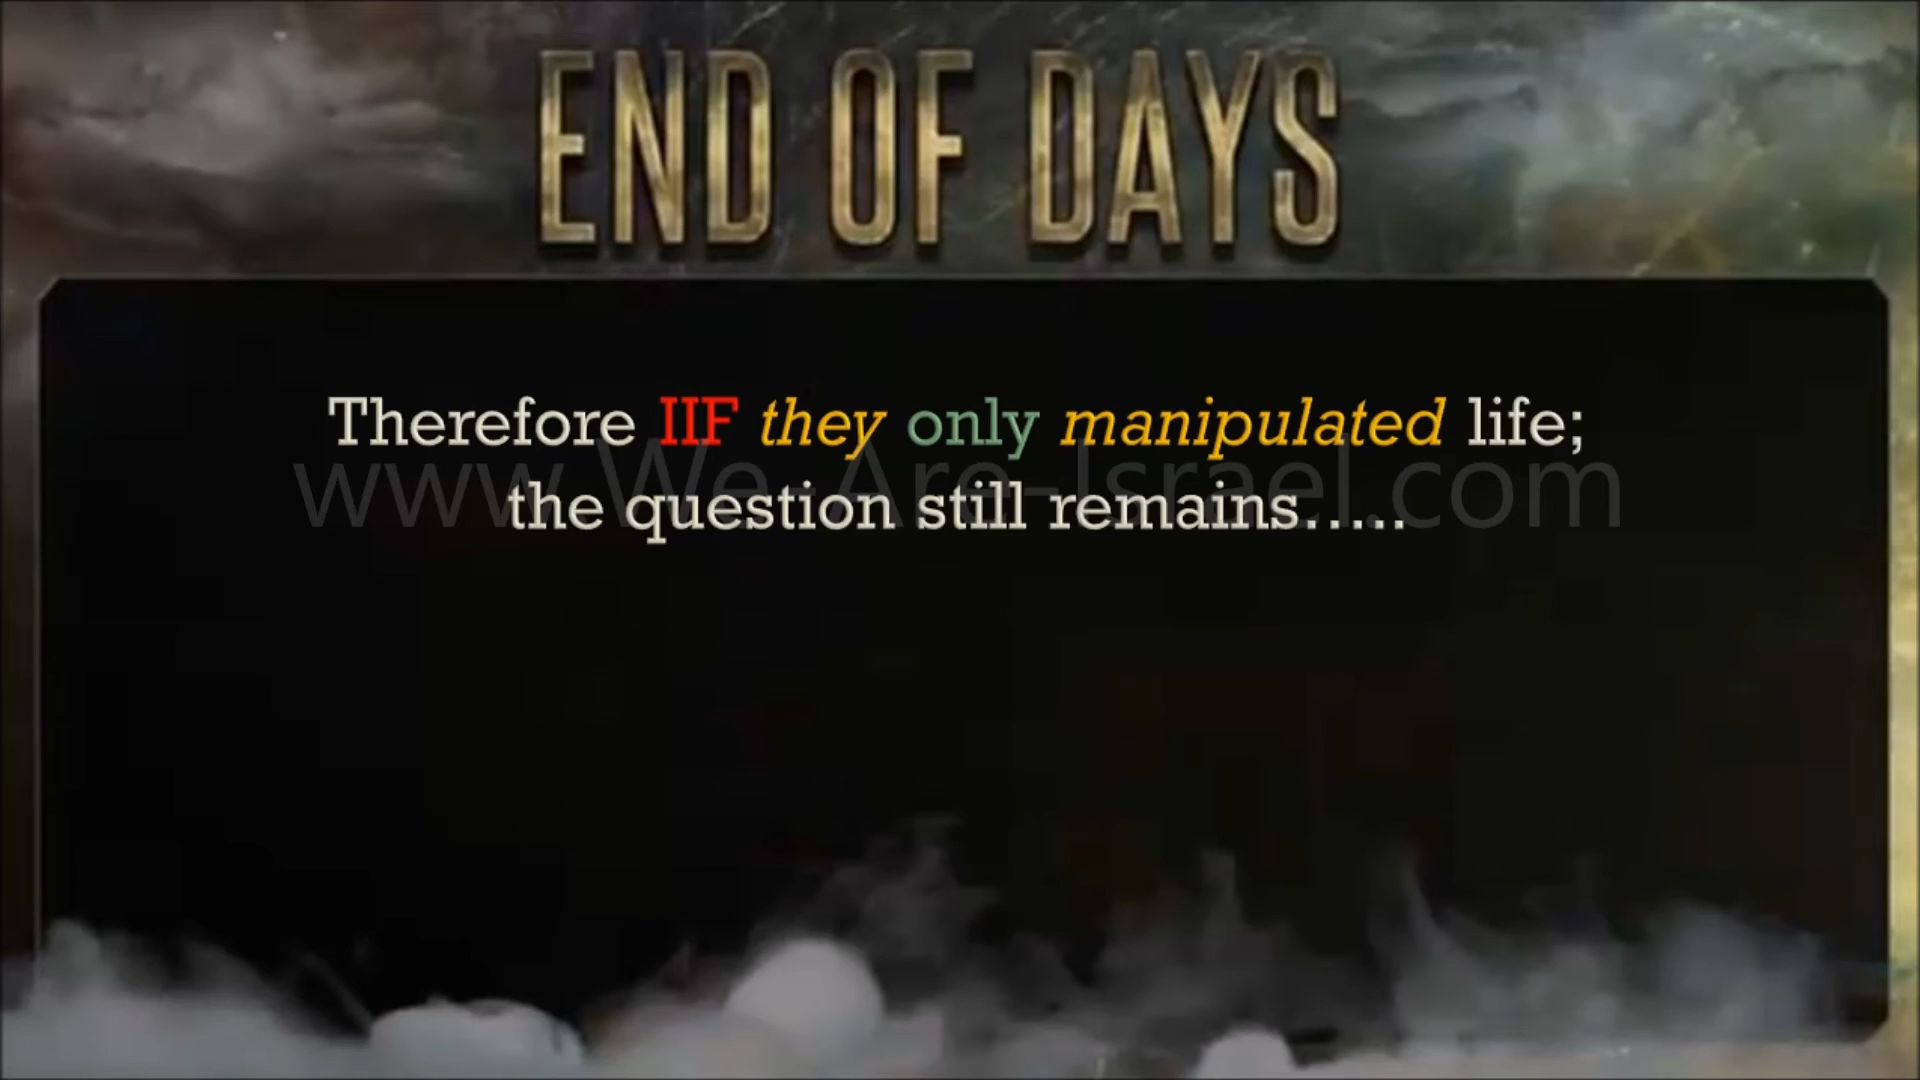 END OF DAYS
Therefore IIF they only manipulated life;
www.We-Are-Israel.com
the question still remains.....